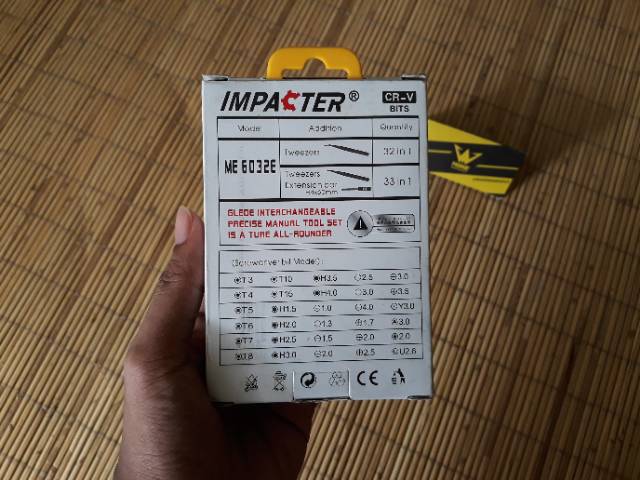 IMPACTER®
CR-V
BITS
Model Addition Quantity
ME 6032E
Tweezers 32 in 1
Tweezers
Extension bar 33 in 1
GLEDE INTERCHANGEABLE
PRECISE MANUAL TOOL SET
IS A TURE ALL-ROUNDER.
(Screwdriver bit Model):
T3 T10 H3.5 2.5 3.0
T4 T15 H4.0 3.0 3.5
T5 H1.5 1.0 4.0 Y3.0
T6 H2.0 1.3 1.7 3.0
T7 H2.5 1.5 2.0 2.0
T8 H3.0 2.0 2.5 U2.6
CE